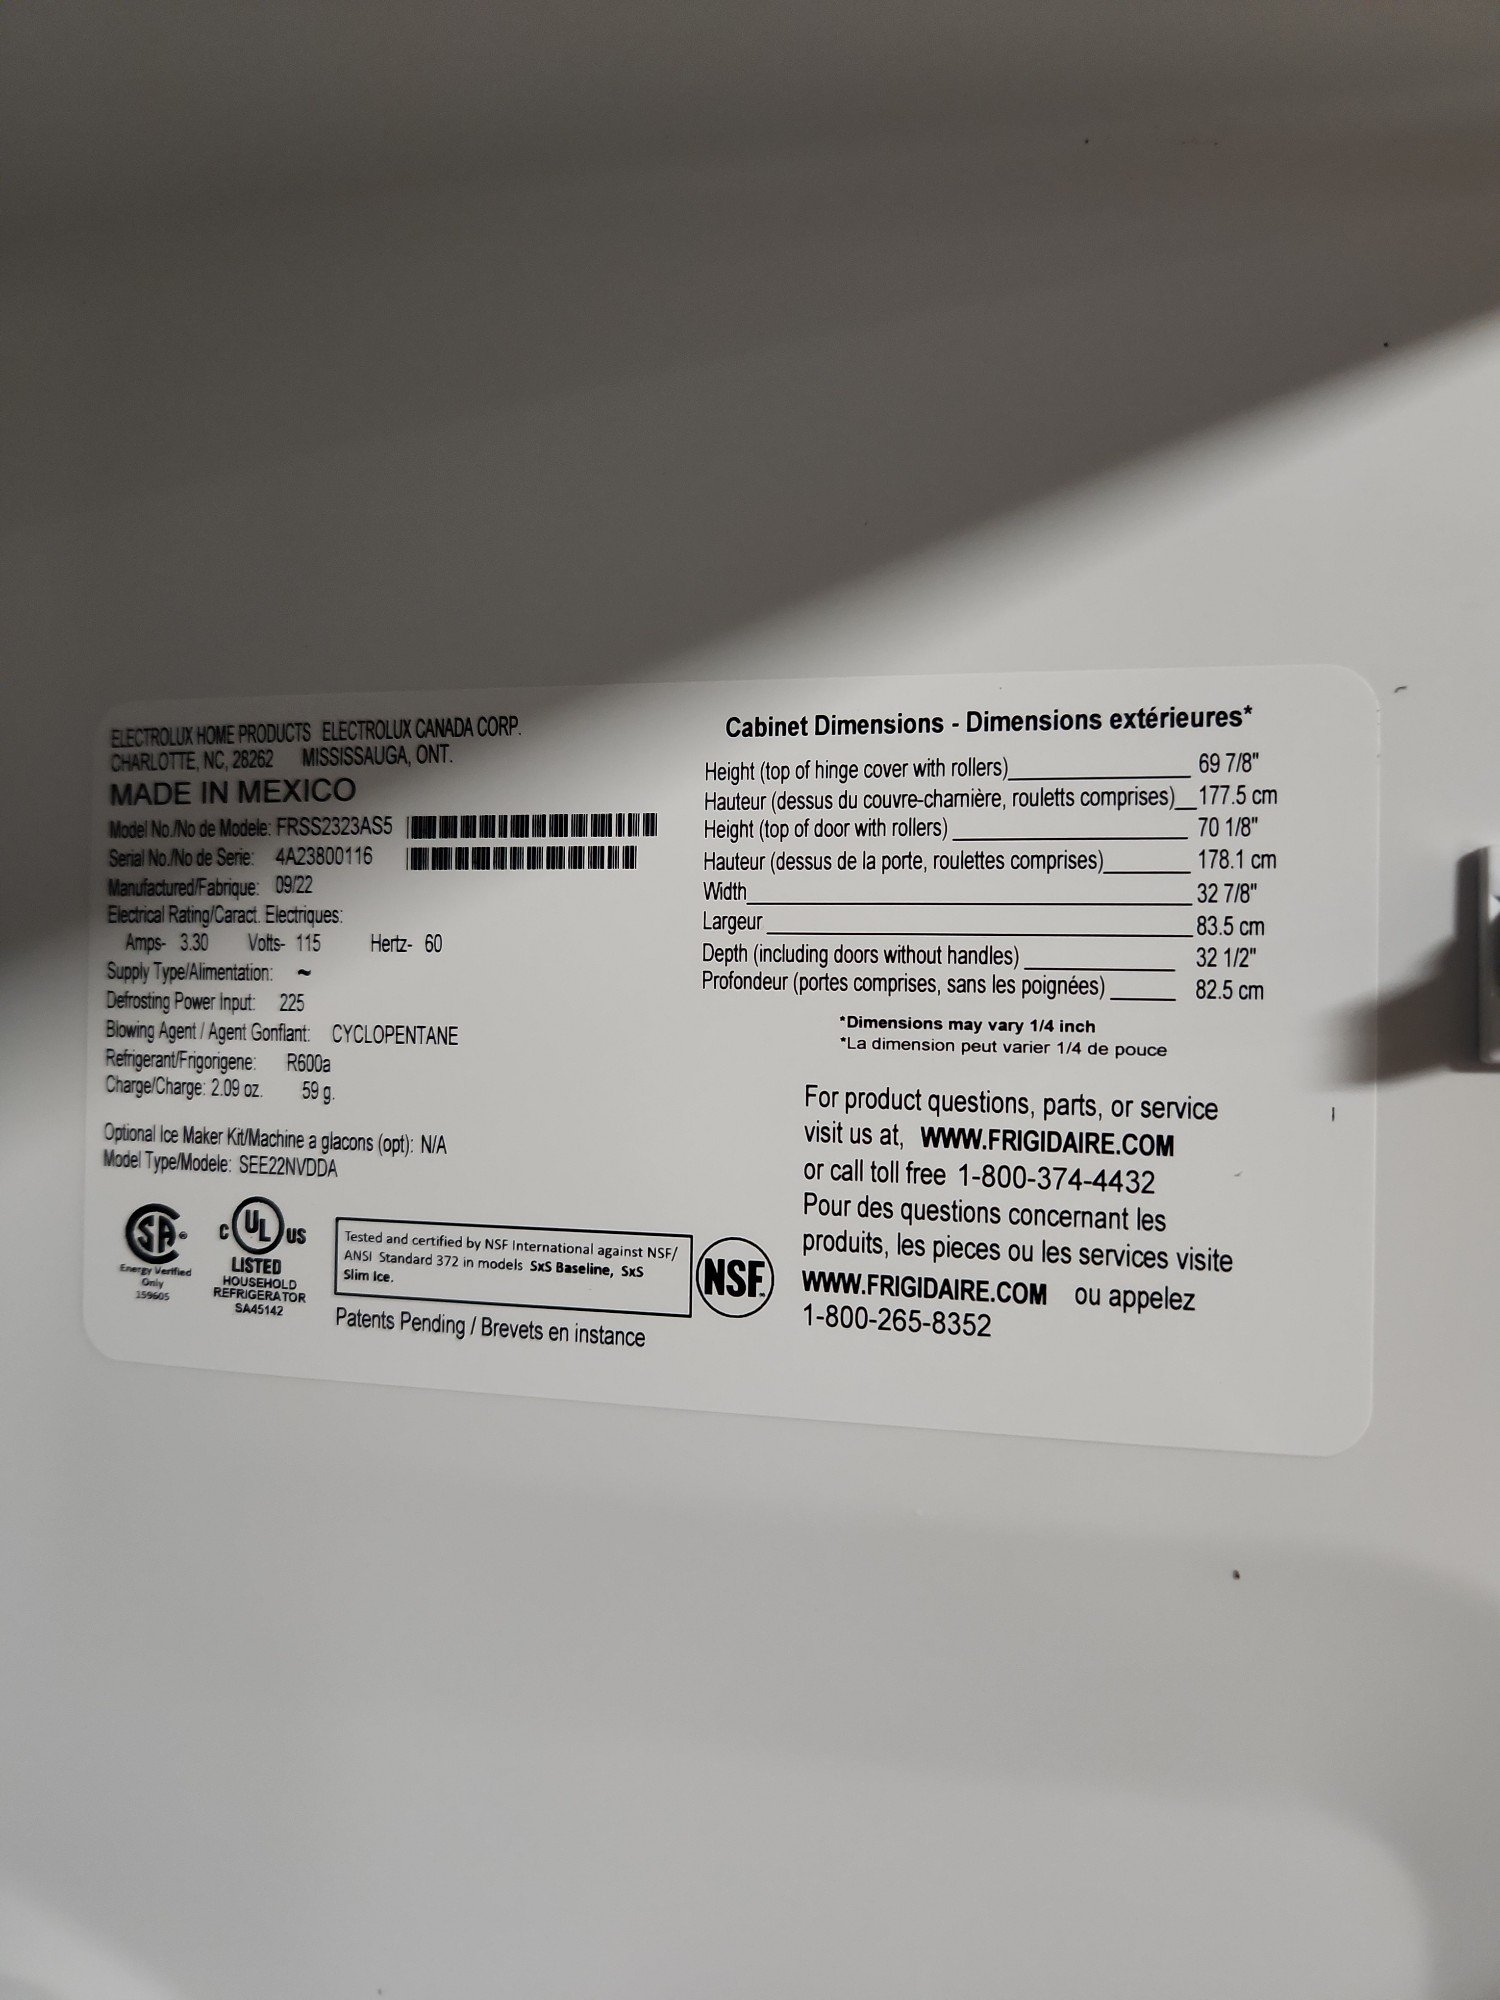 ELECTROLUX HOME PRODUCTS ELECTROLUX CANADA CORP.
CHARLOTTE, NC, 28262 MISSISSAUGA, ONT.
MADE IN MEXICO
Model No./No de Modele: FRSS2323AS5
Serial No./No de Serie: 4A23800116
Manufactured/Fabrique: 09/22
Electrical Rating/Caract. Electriques:
Amps- 3.30 Volts- 115 Hertz- 60
Supply Type/Alimentation: ~
Defrosting Power Input: 225
Blowing Agent / Agent Gonflant: CYCLOPENTANE
Refrigerant/Frigorigene: R600a
Charge/Charge: 2.09 oz. 59 g.
Optional Ice Maker Kit/Machine a glacons (opt): N/A
Model Type/Modele: SEE22NVDDA
SA
Energy Verified
Only
159605
C UL US
LISTED
HOUSEHOLD
REFRIGERATOR
SA45142
Tested and certified by NSF International against NSF/
ANSI Standard 372 in models SxS Baseline, SxS
Slim Ice.
NSF.
Patents Pending / Brevets en instance
Cabinet Dimensions - Dimensions extérieures*
Height (top of hinge cover with rollers) 69 7/8"
Hauteur (dessus du couvre-charnière, rouletts comprises) 177.5 cm
Height (top of door with rollers) 70 1/8"
Hauteur (dessus de la porte, roulettes comprises) 178.1 cm
Width 32 7/8"
Largeur 83.5 cm
Depth (including doors without handles) 32 1/2"
Profondeur (portes comprises, sans les poignées) 82.5 cm
*Dimensions may vary 1/4 inch
*La dimension peut varier 1/4 de pouce
For product questions, parts, or service
visit us at, WWW.FRIGIDAIRE.COM
or call toll free 1-800-374-4432
Pour des questions concernant les
produits, les pieces ou les services visite
WWW.FRIGIDAIRE.COM ou appelez
1-800-265-8352